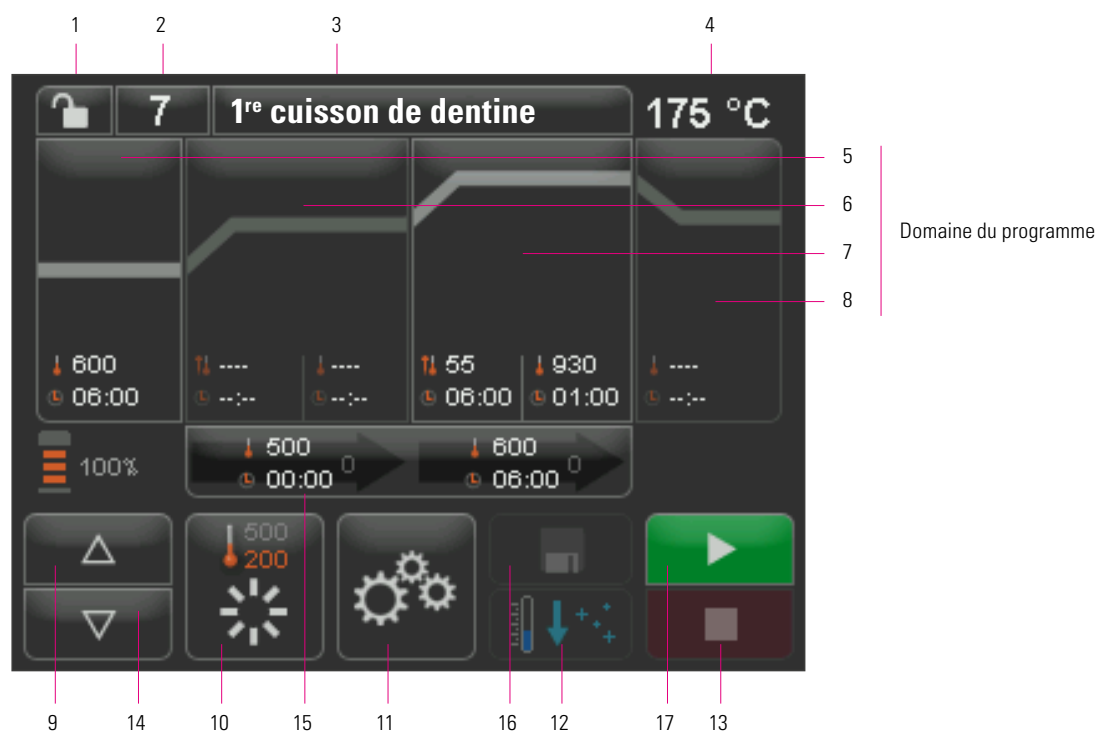 1 2 3 4
7 1re cuisson de dentine 175 °C
5
6
Domaine du programme
7
8
600 ---- ---- 55 930 ----
06:00 --:-- --:-- 06:00 01:00 --:--
100%
500 0 600 0
00:00 06:00
500
200
9 14 10 15 11 16 12 17 13